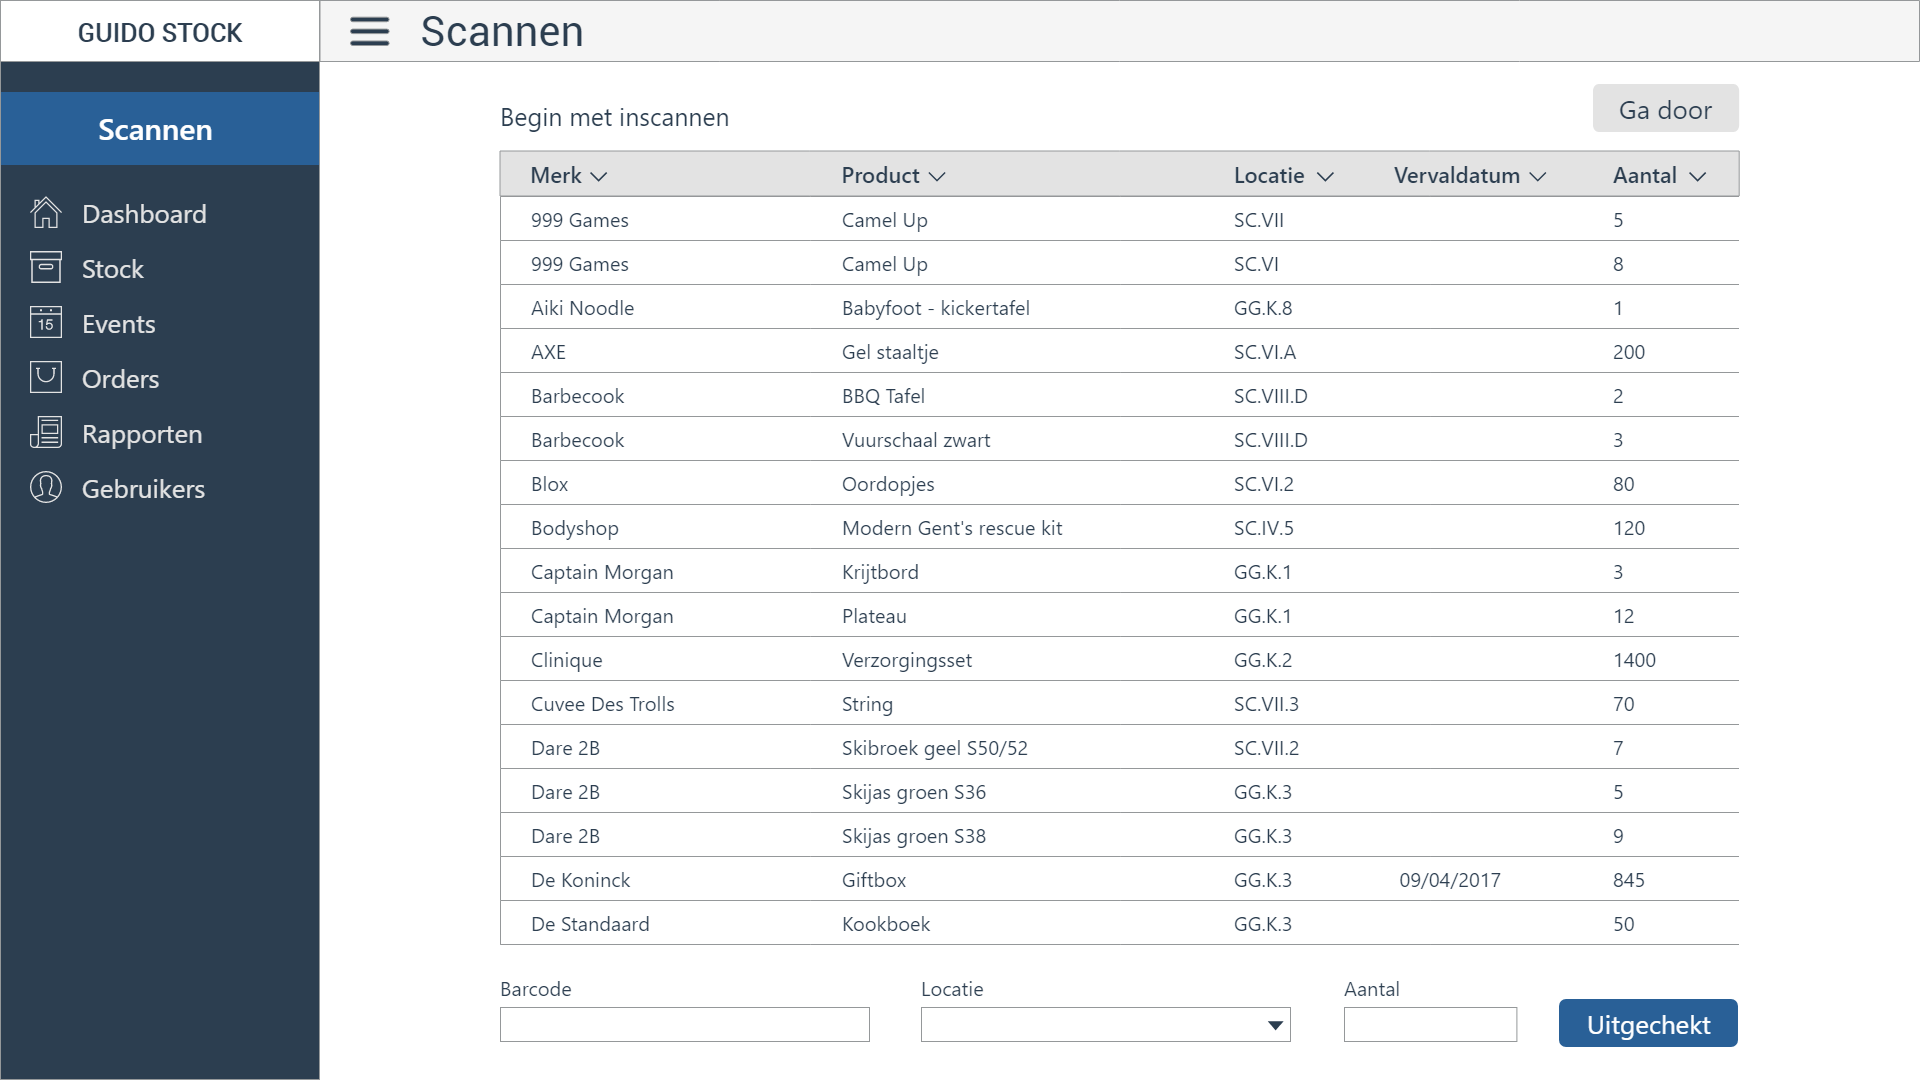 GUIDO STOCK
Scannen
Scannen
Dashboard
Stock
15
Events
Orders
Rapporten
Gebruikers
Begin met inscannen
Ga door
Merk Product Locatie Vervaldatum Aantal
999 Games Camel Up SC.VII 5
999 Games Camel Up SC.VI 8
Aiki Noodle Babyfoot - kickertafel GG.K.8 1
AXE Gel staaltje SC.VI.A 200
Barbecook BBQ Tafel SC.VIII.D 2
Barbecook Vuurschaal zwart SC.VIII.D 3
Blox Oordopjes SC.VI.2 80
Bodyshop Modern Gent's rescue kit SC.IV.5 120
Captain Morgan Krijtbord GG.K.1 3
Captain Morgan Plateau GG.K.1 12
Clinique Verzorgingsset GG.K.2 1400
Cuvee Des Trolls String SC.VII.3 70
Dare 2B Skibroek geel S50/52 SC.VII.2 7
Dare 2B Skijas groen S36 GG.K.3 5
Dare 2B Skijas groen S38 GG.K.3 9
De Koninck Giftbox GG.K.3 09/04/2017 845
De Standaard Kookboek GG.K.3 50
Barcode Locatie Aantal
Uitgechekt